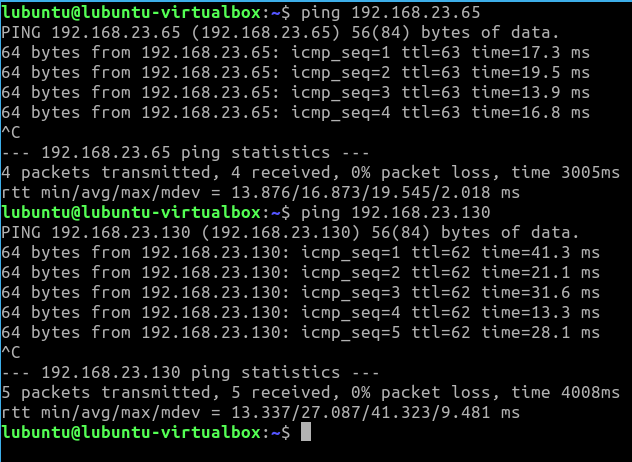 lubuntu@lubuntu-virtualbox:~$ ping 192.168.23.65
PING 192.168.23.65 (192.168.23.65) 56(84) bytes of data.
64 bytes from 192.168.23.65: icmp_seq=1 ttl=63 time=17.3 ms
64 bytes from 192.168.23.65: icmp_seq=2 ttl=63 time=19.5 ms
64 bytes from 192.168.23.65: icmp_seq=3 ttl=63 time=13.9 ms
64 bytes from 192.168.23.65: icmp_seq=4 ttl=63 time=16.8 ms
^C
--- 192.168.23.65 ping statistics ---
4 packets transmitted, 4 received, 0% packet loss, time 3005ms
rtt min/avg/max/mdev = 13.876/16.873/19.545/2.018 ms
lubuntu@lubuntu-virtualbox:~$ ping 192.168.23.130
PING 192.168.23.130 (192.168.23.130) 56(84) bytes of data.
64 bytes from 192.168.23.130: icmp_seq=1 ttl=62 time=41.3 ms
64 bytes from 192.168.23.130: icmp_seq=2 ttl=62 time=21.1 ms
64 bytes from 192.168.23.130: icmp_seq=3 ttl=62 time=31.6 ms
64 bytes from 192.168.23.130: icmp_seq=4 ttl=62 time=13.3 ms
64 bytes from 192.168.23.130: icmp_seq=5 ttl=62 time=28.1 ms
^C
--- 192.168.23.130 ping statistics ---
5 packets transmitted, 5 received, 0% packet loss, time 4008ms
rtt min/avg/max/mdev = 13.337/27.087/41.323/9.481 ms
lubuntu@lubuntu-virtualbox:~$